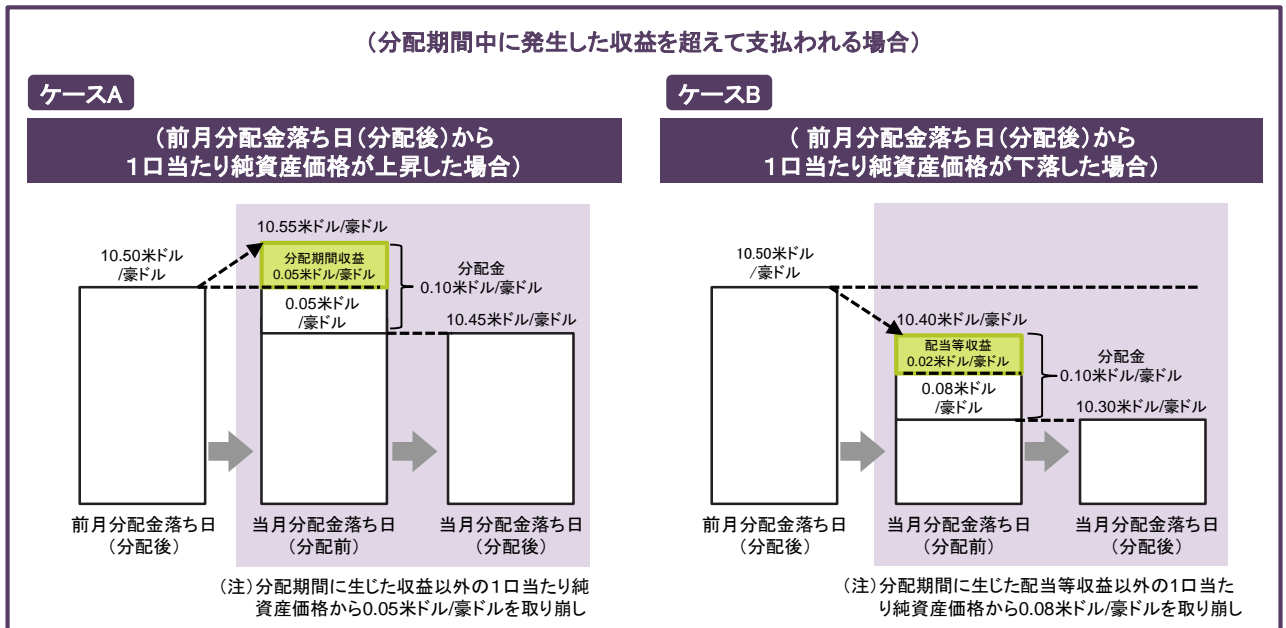 (分配期間中に発生した収益を超えて支払われる場合)
ケースA
(前月分配金落ち日(分配後)から
1口当たり純資産価格が上昇した場合)
10.55米ドル/豪ドル
10.50米ドル
/豪ドル
分配期間収益
0.05米ドル/豪ドル
分配金
0.10米ドル/豪ドル
0.05米ドル
/豪ドル
10.45米ドル/豪ドル
前月分配金落ち日
(分配後)
当月分配金落ち日
(分配前)
当月分配金落ち日
(分配後)
(注)分配期間に生じた収益以外の1口当たり純
資産価格から0.05米ドル/豪ドルを取り崩し
ケースB
( 前月分配金落ち日(分配後)から
1口当たり純資産価格が下落した場合)
10.50米ドル
/豪ドル
10.40米ドル/豪ドル
配当等収益
0.02米ドル/豪ドル
分配金
0.10米ドル/豪ドル
0.08米ドル
/豪ドル
10.30米ドル/豪ドル
前月分配金落ち日
(分配後)
当月分配金落ち日
(分配前)
当月分配金落ち日
(分配後)
(注)分配期間に生じた配当等収益以外の1口当た
り純資産価格から0.08米ドル/豪ドルを取り崩し